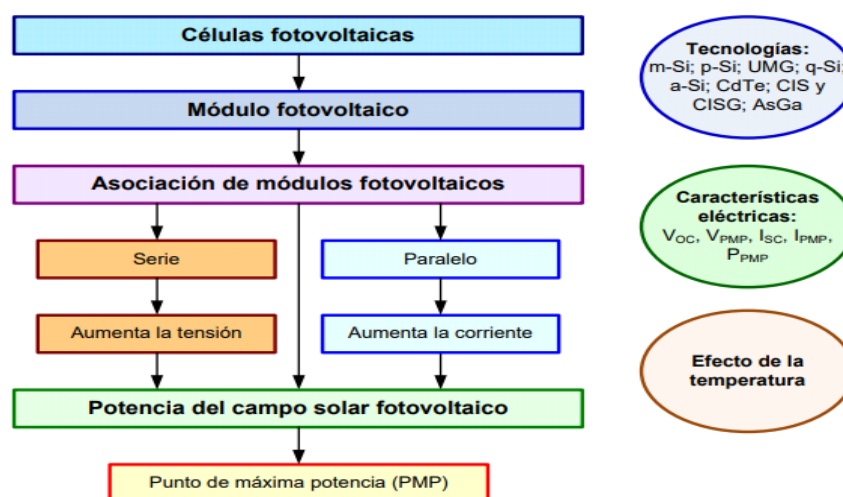 Células fotovoltaicas
Módulo fotovoltaico
Asociación de módulos fotovoltaicos
Serie
Paralelo
Aumenta la tensión
Aumenta la corriente
Potencia del campo solar fotovoltaico
Punto de máxima potencia (PMP)
Tecnologías:
m-Si; p-Si; UMG; q-Si;
a-Si; CdTe; CIS y
CISG; AsGa
Características
eléctricas:
VOC, VPMP, ISC, IPMP,
PPMP
Efecto de la
temperatura